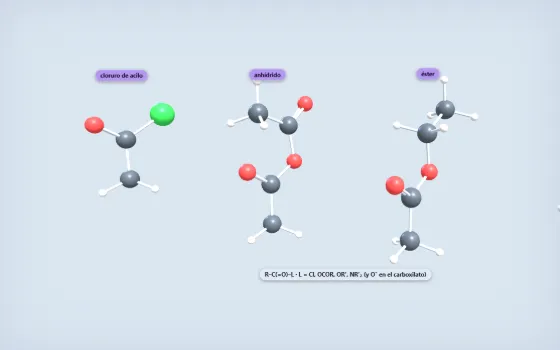 cloruro de acilo
anhídrido
éster
R–C(=O)–L · L = Cl, OCOR, OR', NR'₂ (y O⁻ en el carboxilato)